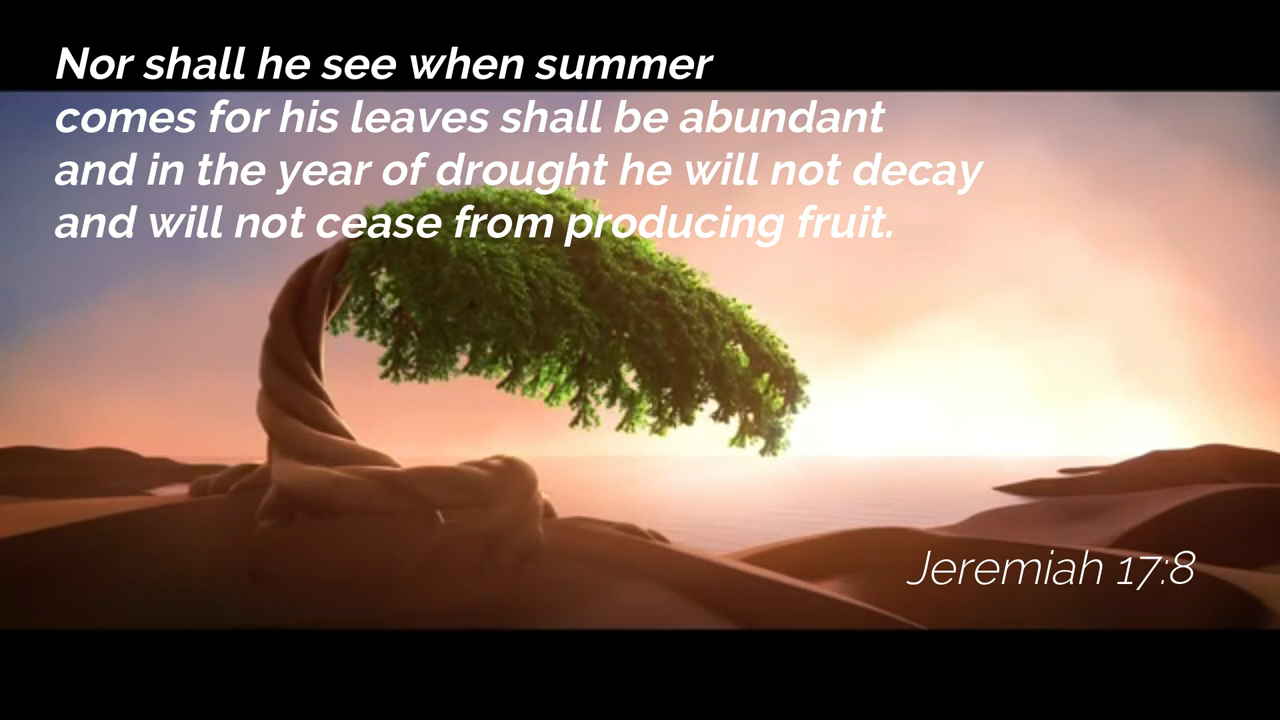 Nor shall he see when summer
comes for his leaves shall be abundant
and in the year of drought he will not decay
and will not cease from producing fruit.
Jeremiah 17:8